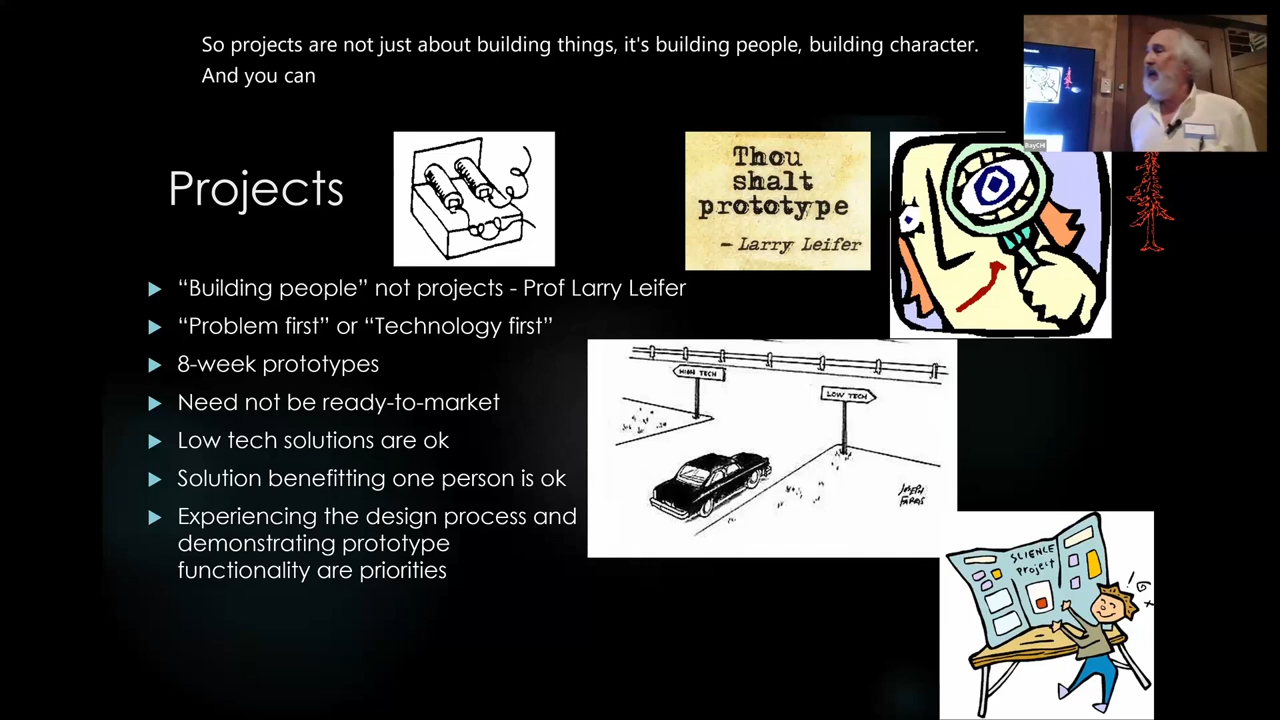 So projects are not just about building things, it's building people, building character.
And you can
BayCHI
Projects
Thou
shalt
prototype
– Larry Leifer
▶ “Building people” not projects - Prof Larry Leifer
▶ “Problem first” or “Technology first”
▶ 8-week prototypes
▶ Need not be ready-to-market
▶ Low tech solutions are ok
▶ Solution benefitting one person is ok
▶ Experiencing the design process and
demonstrating prototype
functionality are priorities
HIGH TECH
LOW TECH
JOSEPH
FARRIS
SCIENCE
Project